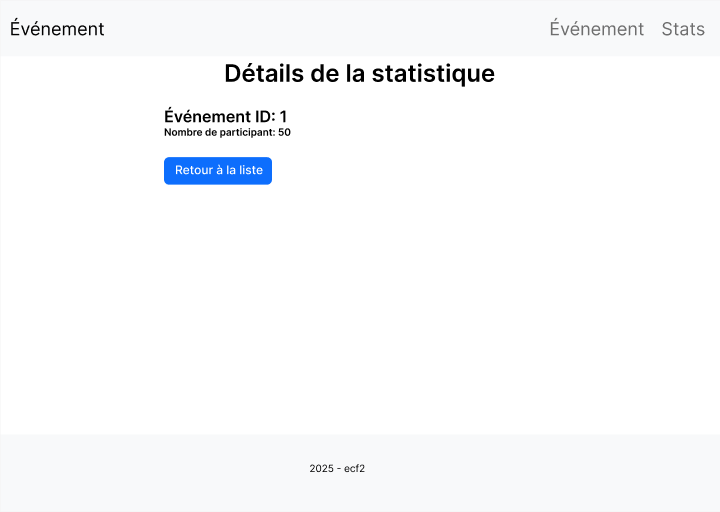 Événement Événement Stats
Détails de la statistique
Événement ID: 1
Nombre de participant: 50
Retour à la liste
2025 - ecf2